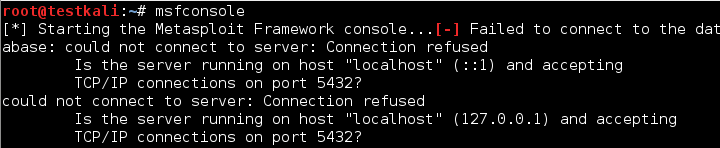 root@testkali:~# msfconsole
[*] Starting the Metasploit Framework console...[-] Failed to connect to the dat
abase: could not connect to server: Connection refused
        Is the server running on host "localhost" (::1) and accepting
        TCP/IP connections on port 5432?
could not connect to server: Connection refused
        Is the server running on host "localhost" (127.0.0.1) and accepting
        TCP/IP connections on port 5432?